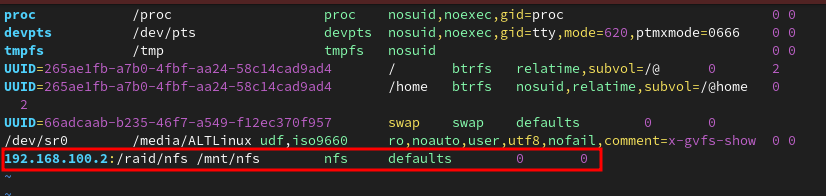 proc /proc proc nosuid,noexec,gid=proc 0 0
devpts /dev/pts devpts nosuid,noexec,gid=tty,mode=620,ptmxmode=0666 0 0
tmpfs /tmp tmpfs nosuid 0 0
UUID=265ae1fb-a7b0-4fbf-aa24-58c14cad9ad4 / btrfs relatime,subvol=/@ 0 2
UUID=265ae1fb-a7b0-4fbf-aa24-58c14cad9ad4 /home btrfs nosuid,relatime,subvol=/@home 0
2
UUID=66adcaab-b235-46f7-a549-f12ec370f957 swap swap defaults 0 0
/dev/sr0 /media/ALTLinux udf,iso9660 ro,noauto,user,utf8,nofail,comment=x-gvfs-show 0 0
192.168.100.2:/raid/nfs /mnt/nfs nfs defaults 0 0
~
~